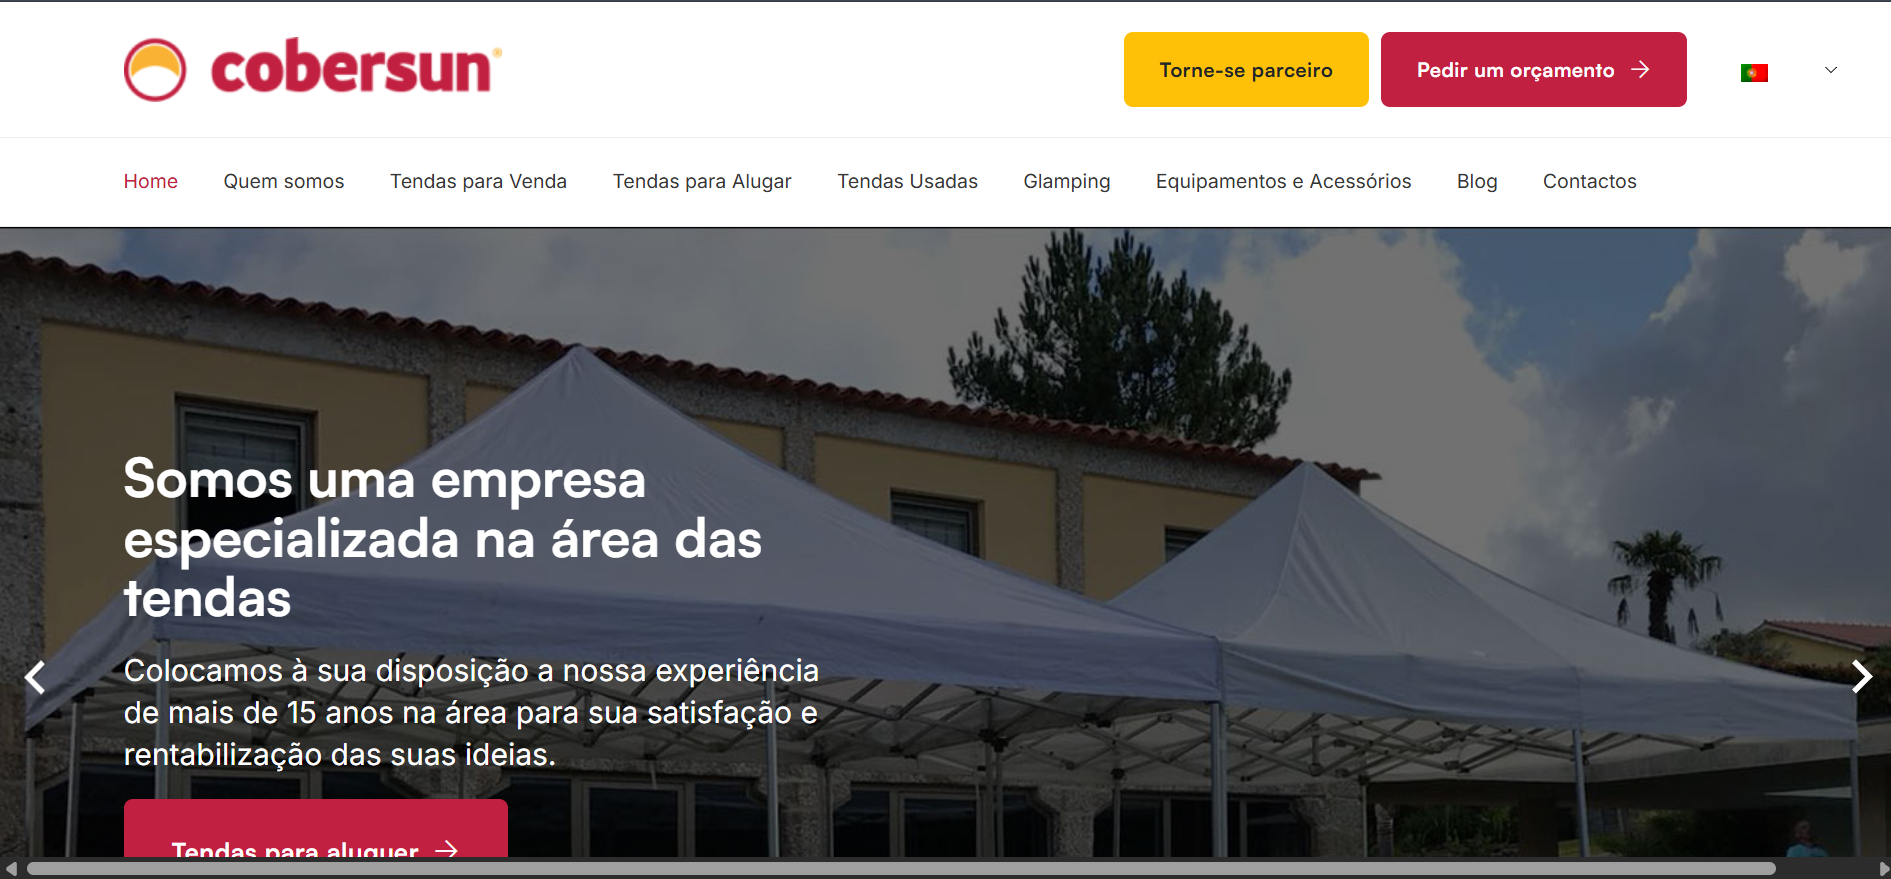 cobersun
Torne-se parceiro
Pedir um orçamento
Home
Quem somos
Tendas para Venda
Tendas para Alugar
Tendas Usadas
Glamping
Equipamentos e Acessórios
Blog
Contactos
Somos uma empresa
especializada na área das
tendas
Colocamos à sua disposição a nossa experiência
de mais de 15 anos na área para sua satisfação e
rentabilização das suas ideias.
Tendas para aluguer